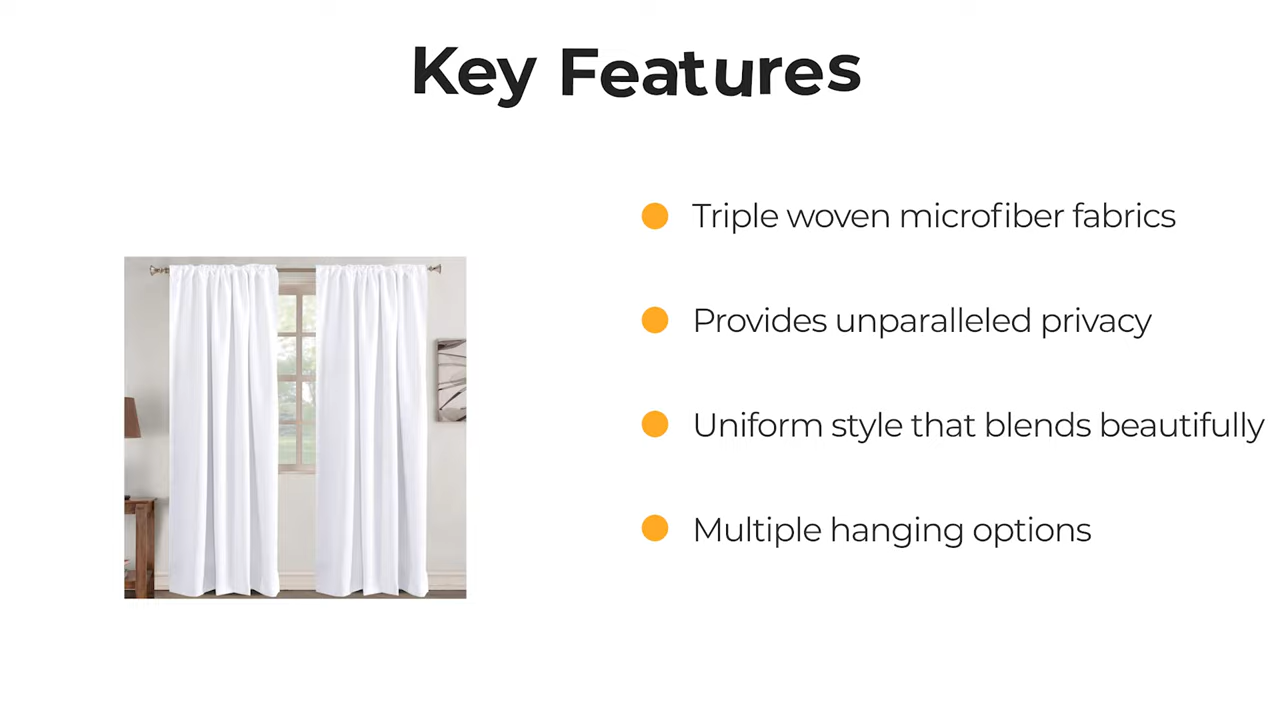 Key Features
Triple woven microfiber fabrics
Provides unparalleled privacy
Uniform style that blends beautifully
Multiple hanging options